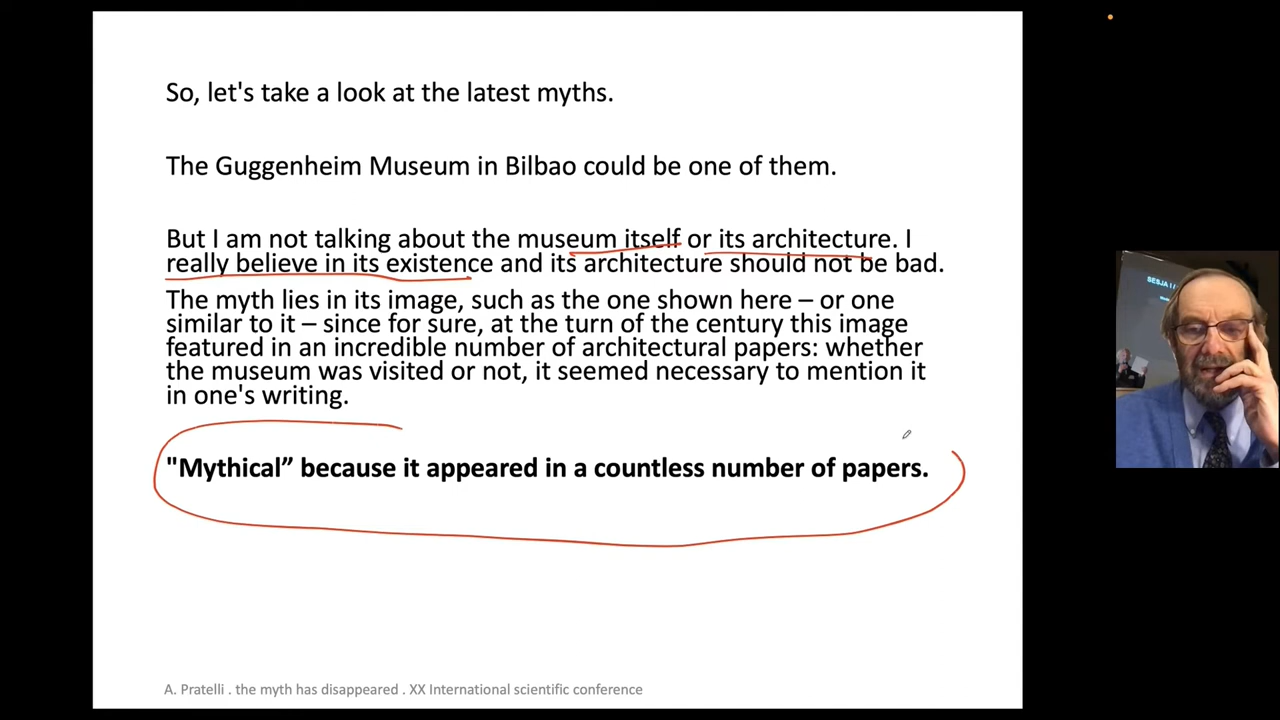 So, let's take a look at the latest myths.
The Guggenheim Museum in Bilbao could be one of them.
But I am not talking about the museum itself or its architecture. I
really believe in its existence and its architecture should not be bad.
The myth lies in its image, such as the one shown here – or one
similar to it – since for sure, at the turn of the century this image
featured in an incredible number of architectural papers: whether
the museum was visited or not, it seemed necessary to mention it
in one's writing.
"Mythical” because it appeared in a countless number of papers.
A. Pratelli . the myth has disappeared . XX International scientific conference
SESJA I